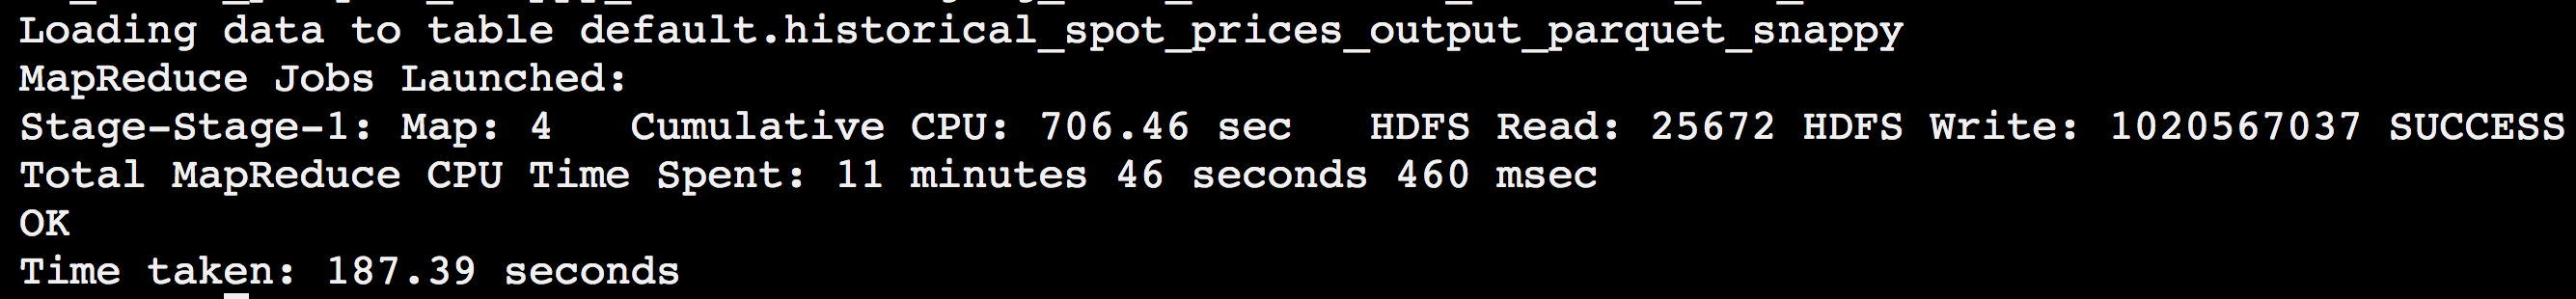 Loading data to table default.historical_spot_prices_output_parquet_snappy
MapReduce Jobs Launched:
Stage-Stage-1: Map: 4   Cumulative CPU: 706.46 sec   HDFS Read: 25672 HDFS Write: 1020567037 SUCCESS
Total MapReduce CPU Time Spent: 11 minutes 46 seconds 460 msec
OK
Time taken: 187.39 seconds